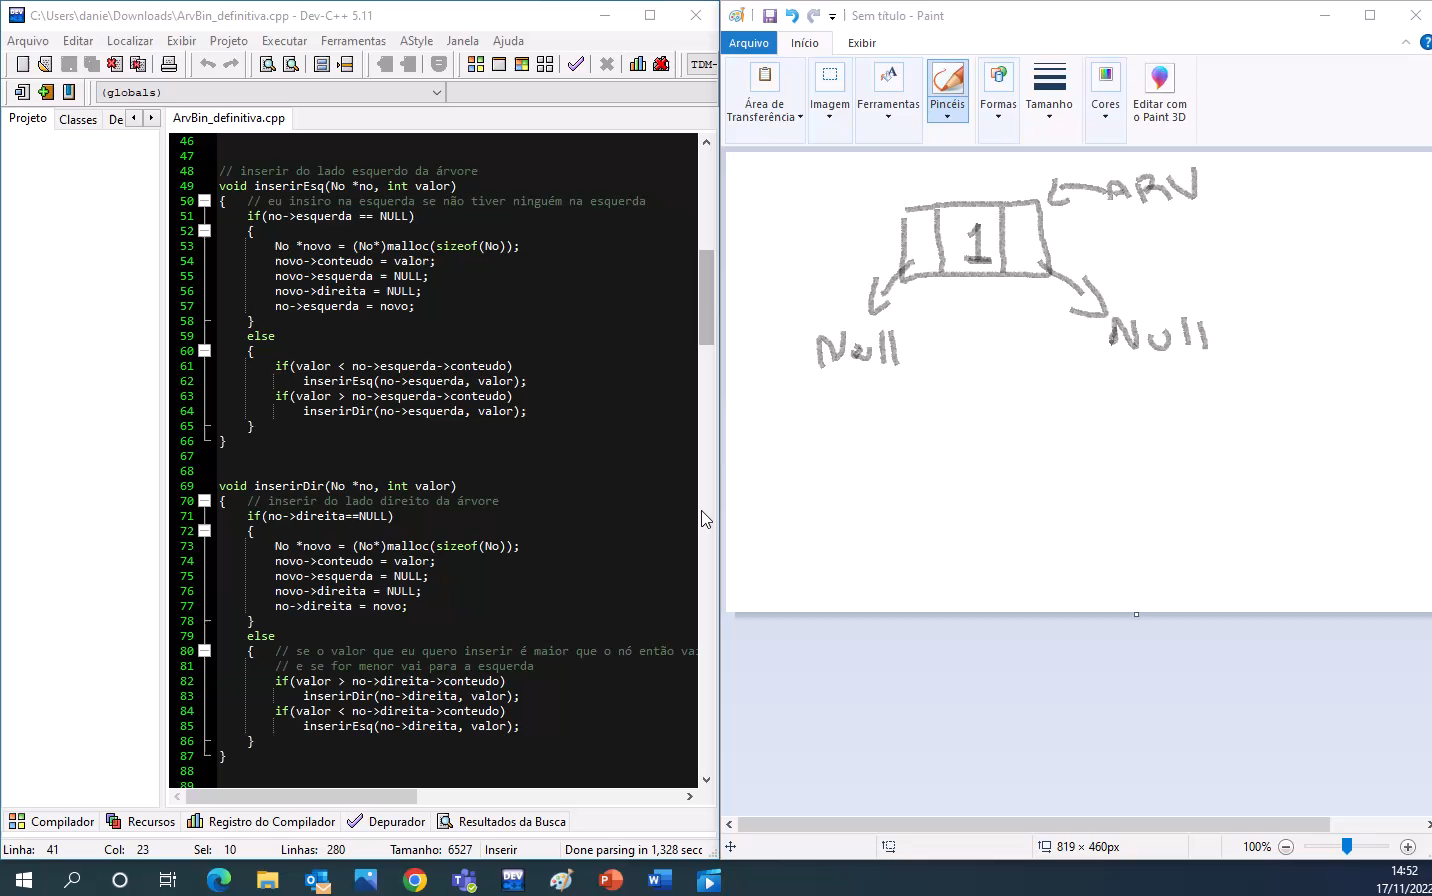 C:\Users\danie\Downloads\ArvBin_definitiva.cpp - Dev-C++ 5.11
Arquivo Editar Localizar Exibir Projeto Executar Ferramentas AStyle Janela Ajuda
TDM-
(globals)
Projeto Classes De
ArvBin_definitiva.cpp
46
47
48 // inserir do lado esquerdo da árvore
49 void inserirEsq(No *no, int valor)
50 { // eu insiro na esquerda se não tiver ninguém na esquerda
51 if(no->esquerda == NULL)
52 {
53 No *novo = (No*)malloc(sizeof(No));
54 novo->conteudo = valor;
55 novo->esquerda = NULL;
56 novo->direita = NULL;
57 no->esquerda = novo;
58 }
59 else
60 {
61 if(valor < no->esquerda->conteudo)
62 inserirEsq(no->esquerda, valor);
63 if(valor > no->esquerda->conteudo)
64 inserirDir(no->esquerda, valor);
65 }
66 }
67
68
69 void inserirDir(No *no, int valor)
70 { // inserir do lado direito da árvore
71 if(no->direita==NULL)
72 {
73 No *novo = (No*)malloc(sizeof(No));
74 novo->conteudo = valor;
75 novo->esquerda = NULL;
76 novo->direita = NULL;
77 no->direita = novo;
78 }
79 else
80 { // se o valor que eu quero inserir é maior que o nó então va
81 // e se for menor vai para a esquerda
82 if(valor > no->direita->conteudo)
83 inserirDir(no->direita, valor);
84 if(valor < no->direita->conteudo)
85 inserirEsq(no->direita, valor);
86 }
87 }
88
89
Compilador Recursos Registro do Compilador Depurador Resultados da Busca
Linha: 41 Col: 23 Sel: 10 Linhas: 280 Tamanho: 6527 Inserir Done parsing in 1,328 secc
Sem título - Paint
Arquivo Início Exibir
Área de
Transferência
Imagem
Ferramentas
Pincéis
Formas
Tamanho
Cores
Editar com
o Paint 3D
ARV
1
Null
Null
819 × 460px
100%
14:52
17/11/2022